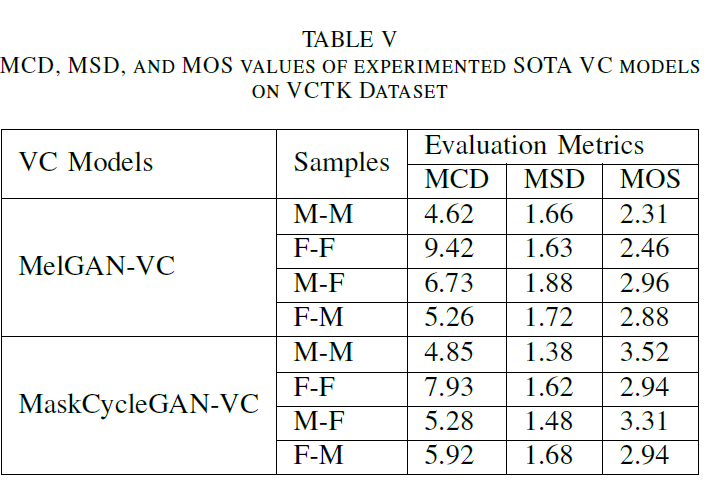 TABLE V
MCD, MSD, AND MOS VALUES OF EXPERIMENTED SOTA VC MODELS
ON VCTK DATASET
VC Models Samples Evaluation Metrics
MCD MSD MOS
MelGAN-VC
M-M 4.62 1.66 2.31
F-F 9.42 1.63 2.46
M-F 6.73 1.88 2.96
F-M 5.26 1.72 2.88
MaskCycleGAN-VC
M-M 4.85 1.38 3.52
F-F 7.93 1.62 2.94
M-F 5.28 1.48 3.31
F-M 5.92 1.68 2.94